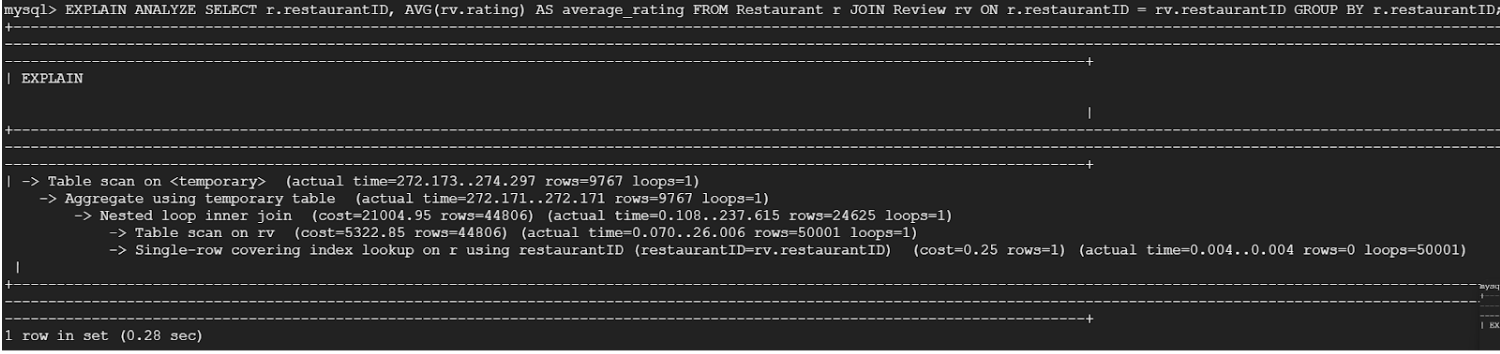 mysql> EXPLAIN ANALYZE SELECT r.restaurantID, AVG(rv.rating) AS average_rating FROM Restaurant r JOIN Review rv ON r.restaurantID = rv.restaurantID GROUP BY r.restaurantID;
| EXPLAIN
|
| -> Table scan on <temporary>  (actual time=272.173..274.297 rows=9767 loops=1)
    -> Aggregate using temporary table  (actual time=272.171..272.171 rows=9767 loops=1)
        -> Nested loop inner join  (cost=21004.95 rows=44806) (actual time=0.108..237.615 rows=24625 loops=1)
            -> Table scan on rv  (cost=5322.85 rows=44806) (actual time=0.070..26.006 rows=50001 loops=1)
            -> Single-row covering index lookup on r using restaurantID (restaurantID=rv.restaurantID)  (cost=0.25 rows=1) (actual time=0.004..0.004 rows=0 loops=50001)
|
1 row in set (0.28 sec)
mysq
| EX